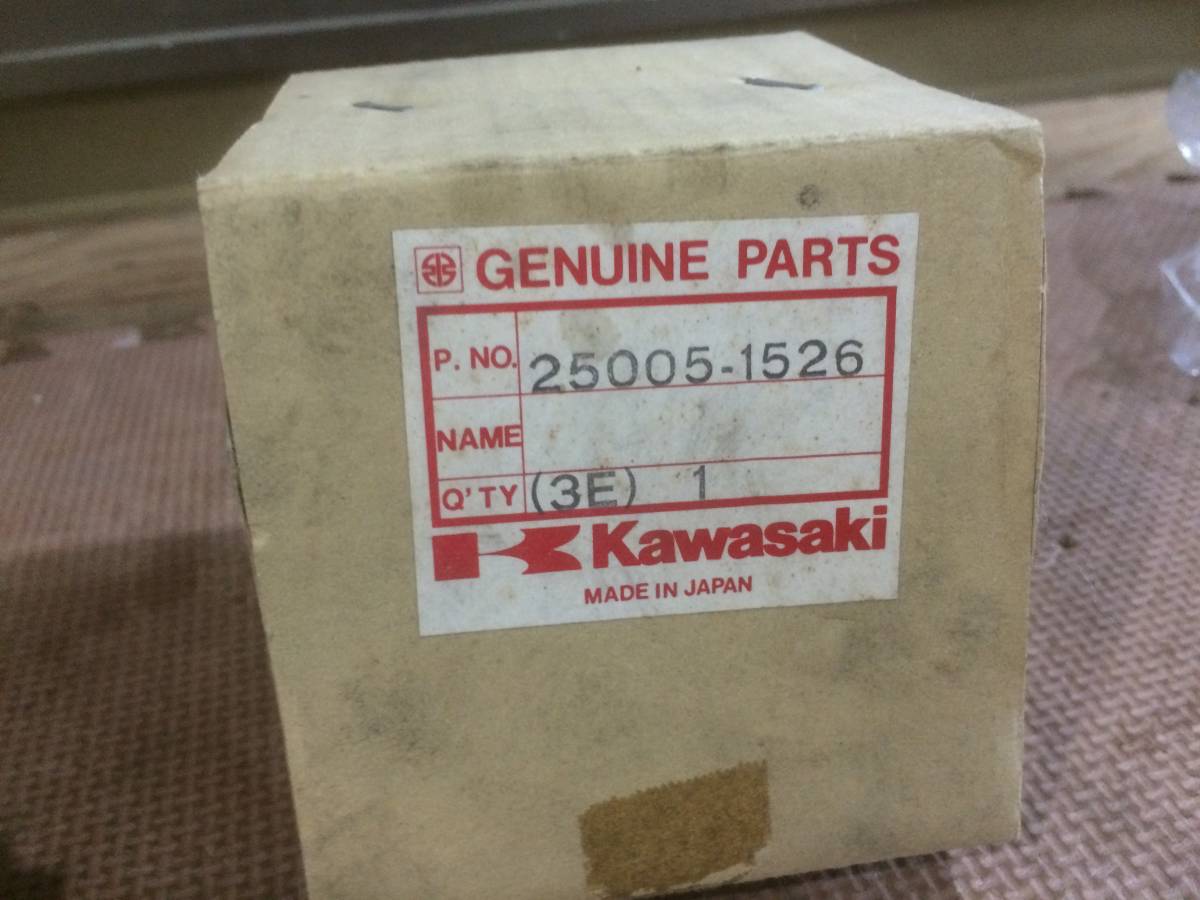 GENUINE PARTS
P. NO. 25005-1526
NAME
Q'TY (3E) 1
Kawasaki
MADE IN JAPAN